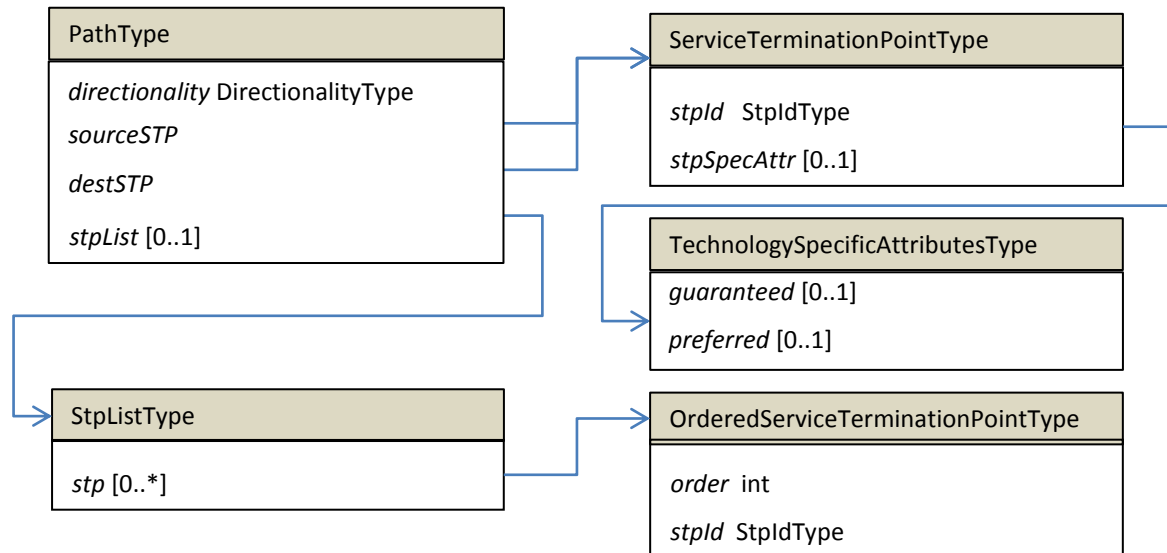 PathType
directionality DirectionalityType
sourceSTP
destSTP
stpList [0..1]
ServiceTerminationPointType
stpId StpIdType
stpSpecAttr [0..1]
TechnologySpecificAttributesType
guaranteed [0..1]
preferred [0..1]
StpListType
stp [0..*]
OrderedServiceTerminationPointType
order int
stpId StpIdType